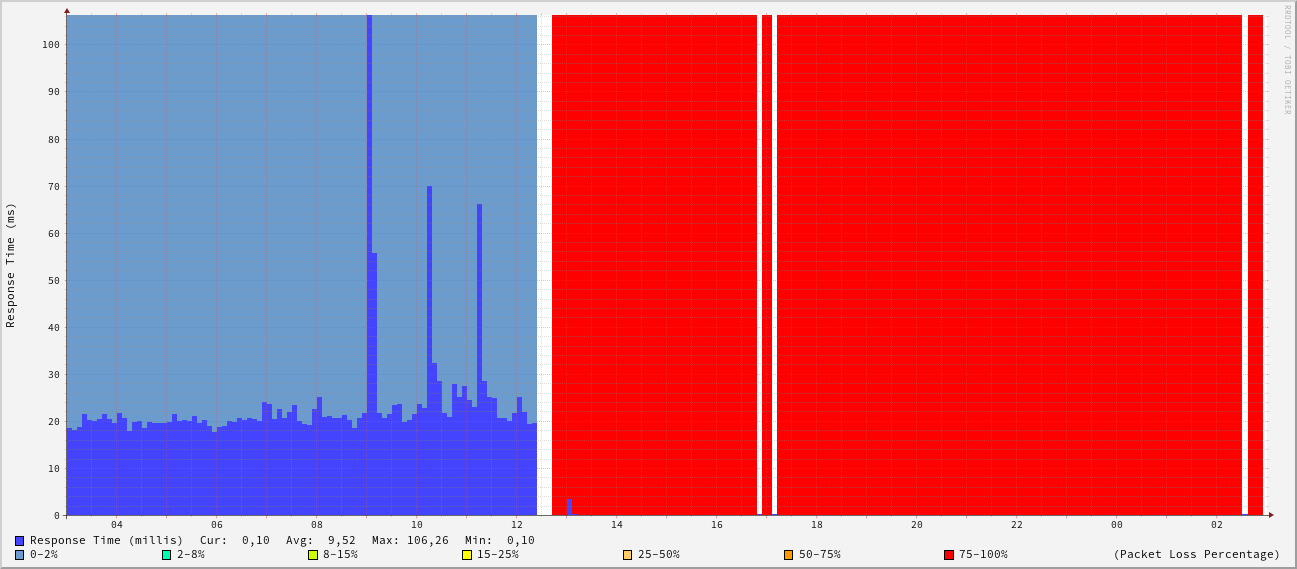 RRDTOOL / TOBI OETIKER
Response Time (ms)
100
90
80
70
60
50
40
30
20
10
0
04 06 08 10 12 14 16 18 20 22 00 02
Response Time (millis) Cur: 0,10 Avg: 9,52 Max: 106,26 Min: 0,10
0-2% 2-8% 8-15% 15-25% 25-50% 50-75% 75-100% (Packet Loss Percentage)